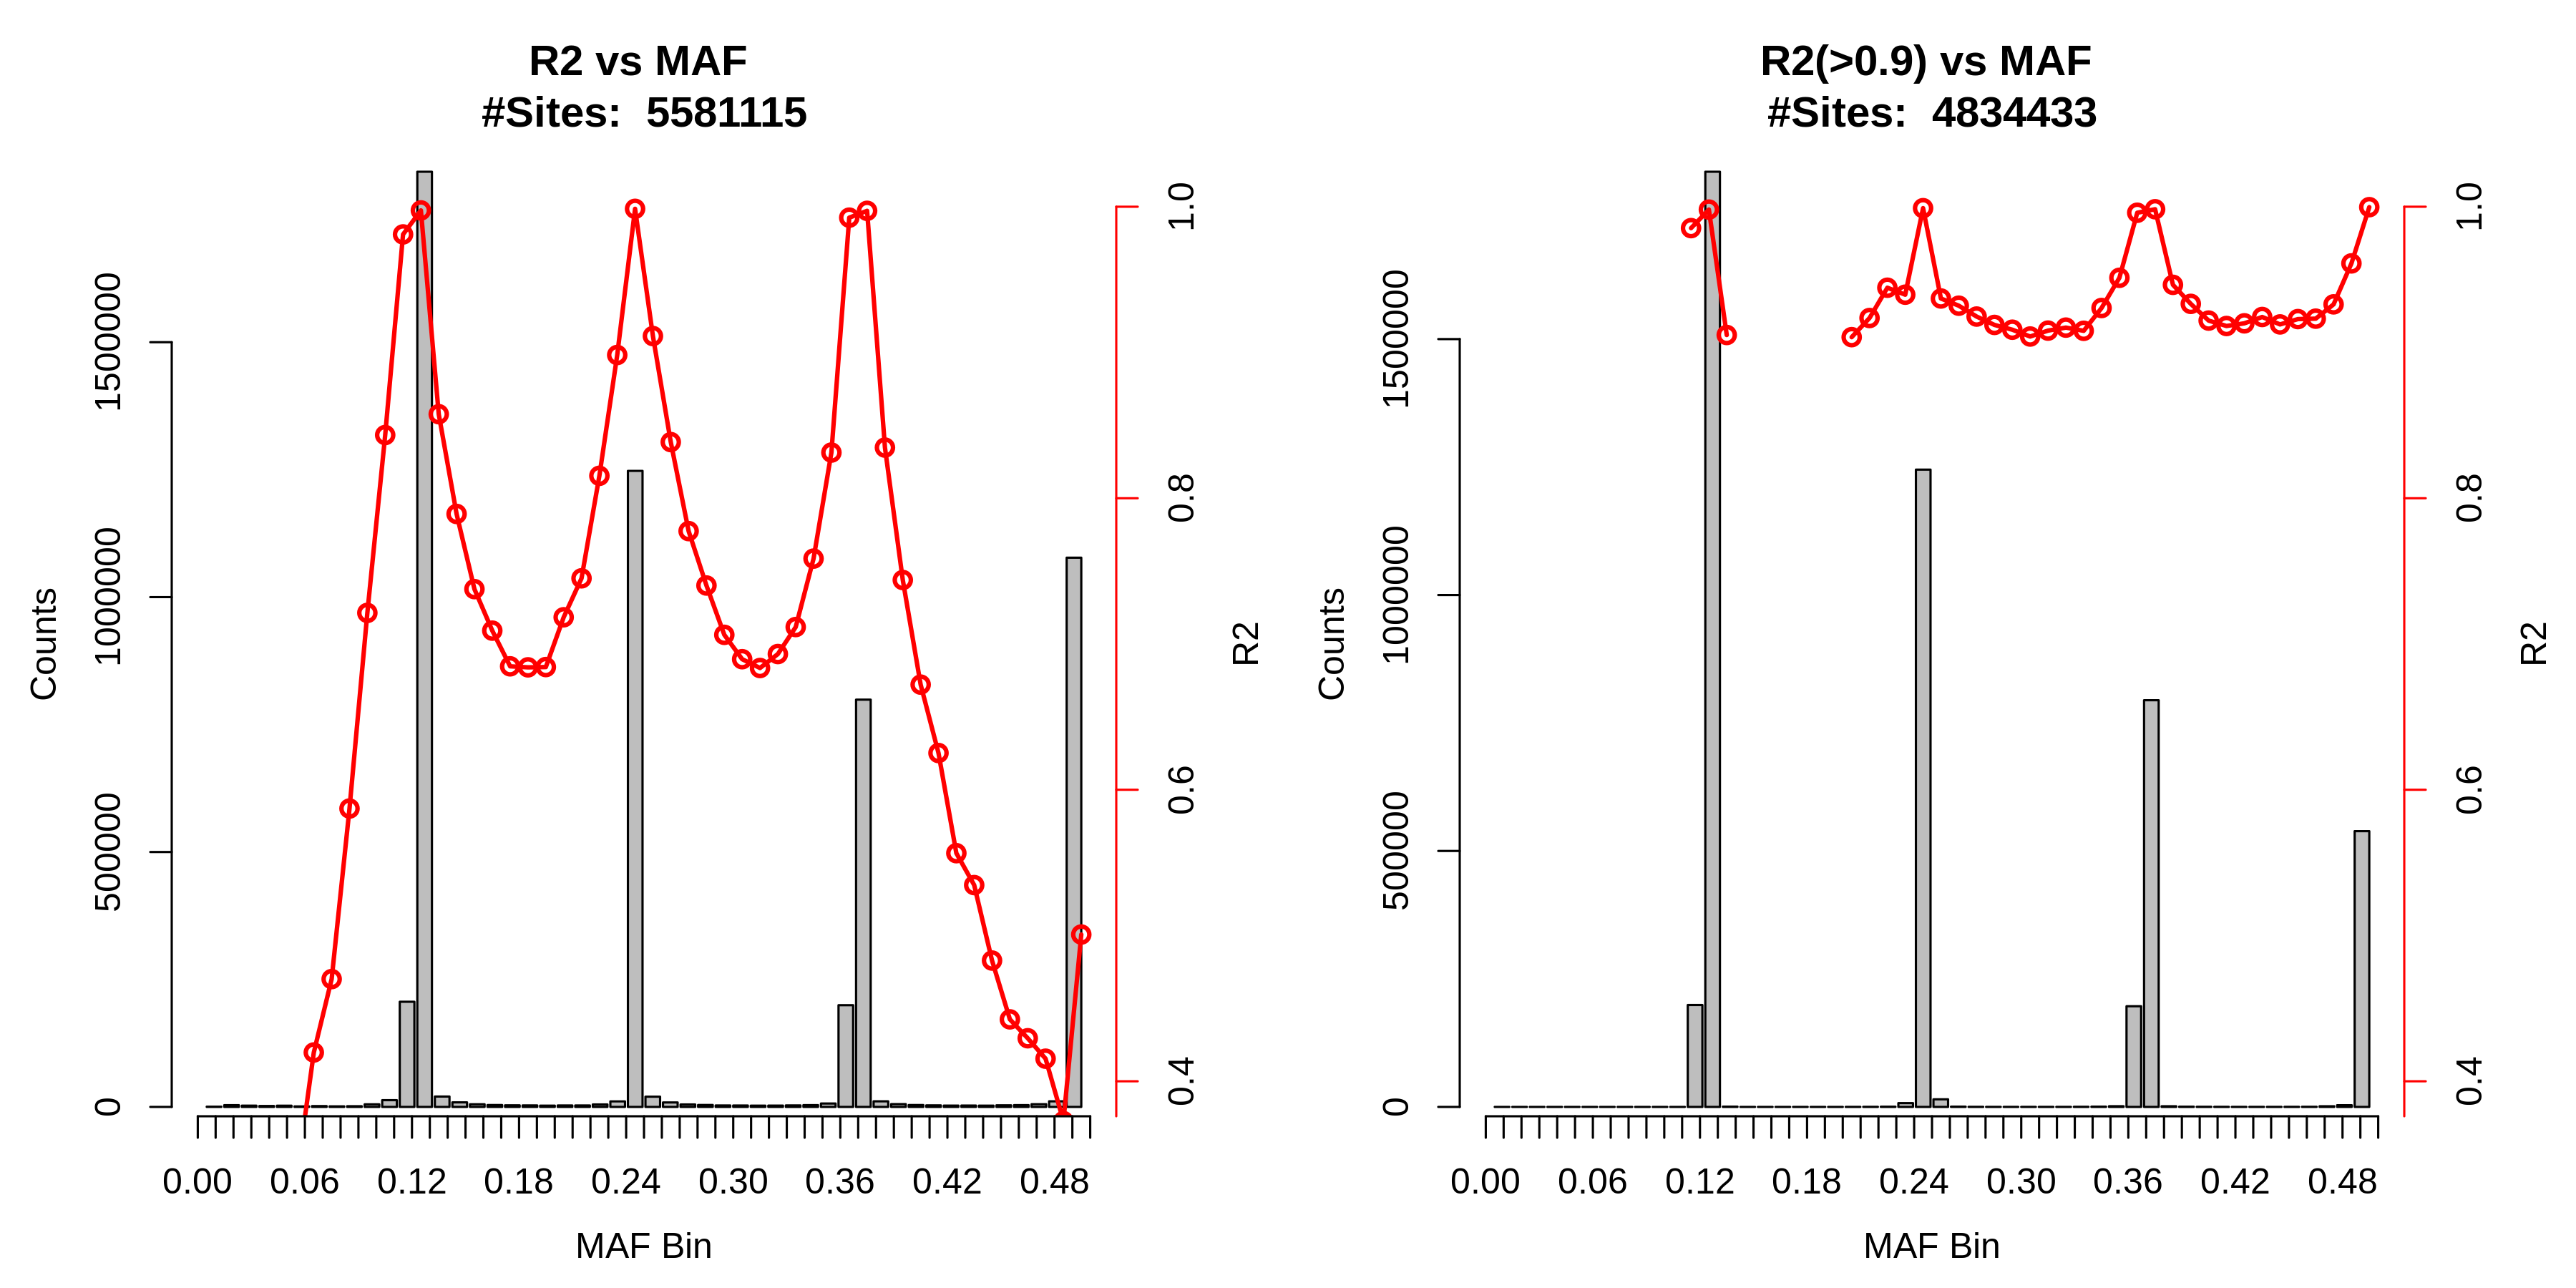 R2 vs MAF
#Sites:  5581115
Counts
0
500000
1000000
1500000
0.4
0.6
0.8
1.0
R2
0.00 0.06 0.12 0.18 0.24 0.30 0.36 0.42 0.48
MAF Bin
R2(>0.9) vs MAF
#Sites:  4834433
Counts
0
500000
1000000
1500000
0.4
0.6
0.8
1.0
R2
0.00 0.06 0.12 0.18 0.24 0.30 0.36 0.42 0.48
MAF Bin